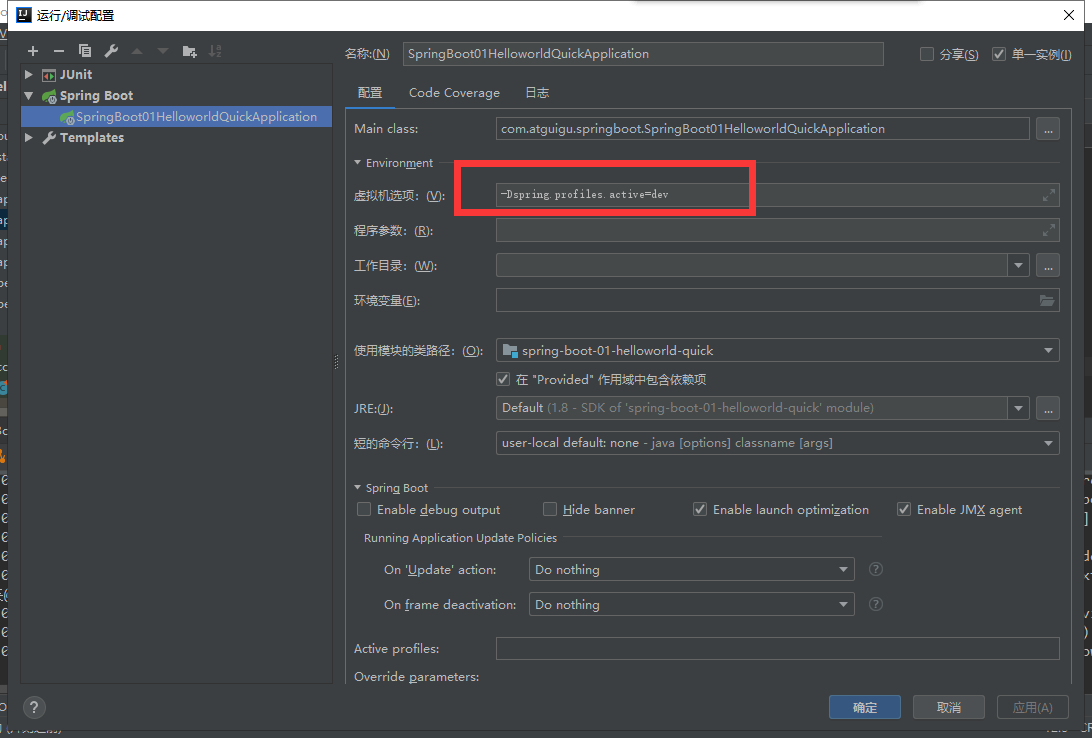 运行/调试配置
JUnit
Spring Boot
SpringBoot01HelloworldQuickApplication
Templates
名称:(N) SpringBoot01HelloworldQuickApplication 分享(S) 单一实例(I)
配置 Code Coverage 日志
Main class: com.atguigu.springboot.SpringBoot01HelloworldQuickApplication ...
Environment
虚拟机选项: (V): -Dspring.profiles.active=dev
程序参数: (R):
工作目录: (W): ...
环境变量(E):
使用模块的类路径: (O): spring-boot-01-helloworld-quick
在 "Provided" 作用域中包含依赖项
JRE:(J): Default (1.8 - SDK of 'spring-boot-01-helloworld-quick' module) ...
短的命令行: (L): user-local default: none - java [options] classname [args]
Spring Boot
Enable debug output Hide banner Enable launch optimization Enable JMX agent
Running Application Update Policies
On 'Update' action: Do nothing ?
On frame deactivation: Do nothing ?
Active profiles:
Override parameters:
? 确定 取消 应用(A)